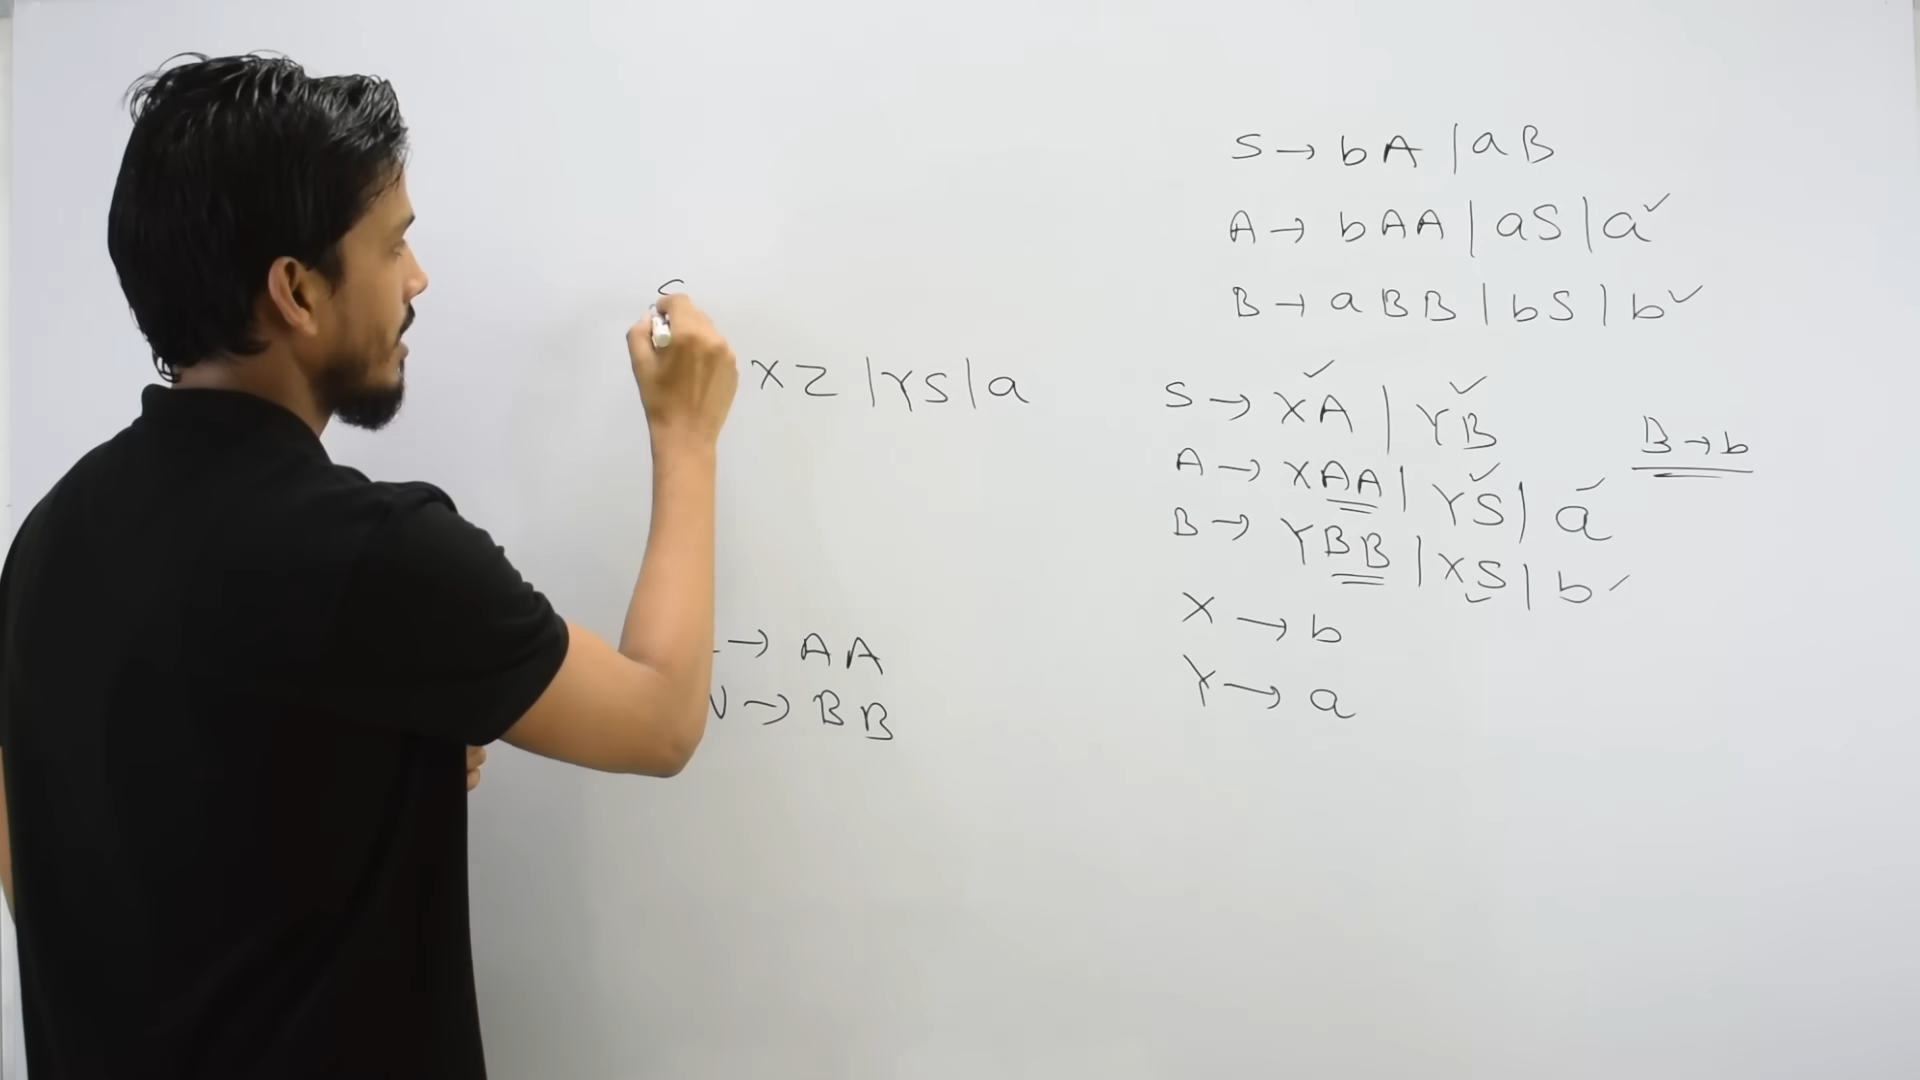 S → bA | aB
A → bAA | aS | a ✓
B → aBB | bS | b ✓
S
XZ | YS | a
→ AA
→ BB
S → XA ✓ | YB ✓
A → XAA | YS ✓ | a ✓
B → YBB | XS ✓ | b ✓
X → b
Y → a
B → b